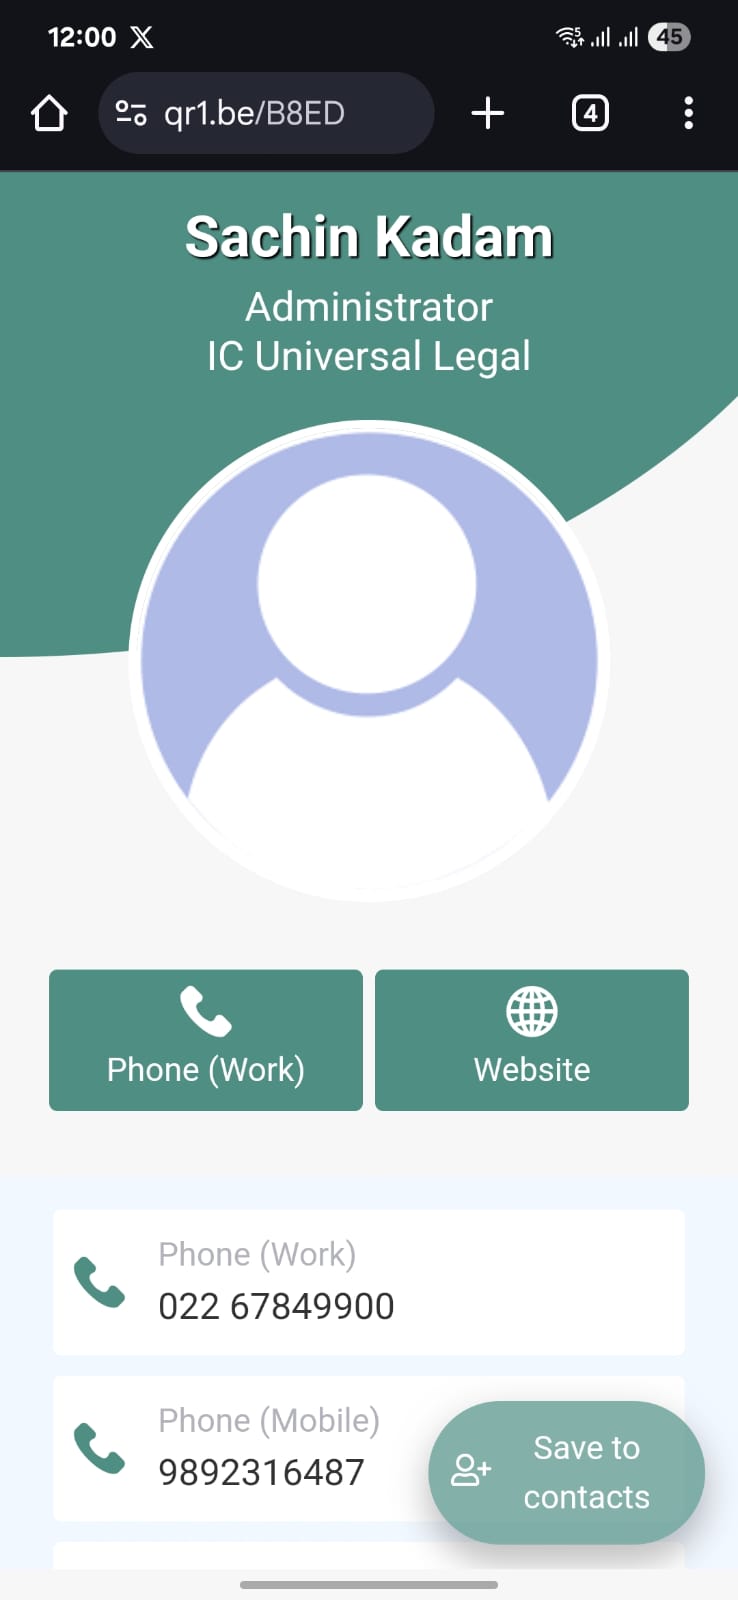 12:00 X 5 45
qr1.be/B8ED 4
Sachin Kadam
Administrator
IC Universal Legal
Phone (Work)
Website
Phone (Work)
022 67849900
Phone (Mobile)
9892316487
Save to
contacts